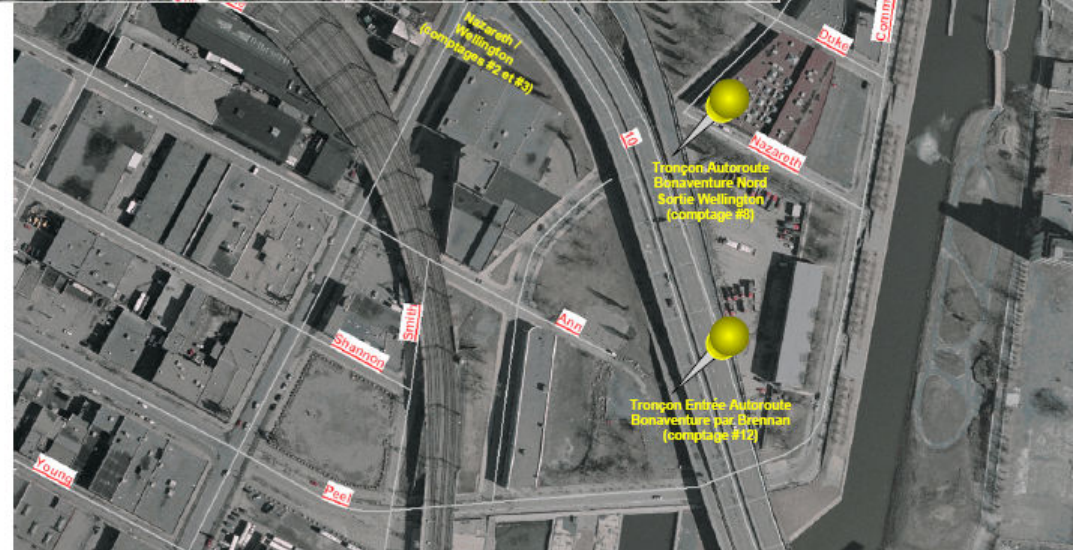 Nazareth /
Wellington
(comptages #2 et #3)
Duke
Comm
10
Nazareth
Tronçon Autoroute
Bonaventure Nord
Sortie Wellington
(comptage #8)
Smith
Ann
Shannon
Tronçon Entrée Autoroute
Bonaventure par Brennan
(comptage #12)
Young
Peel